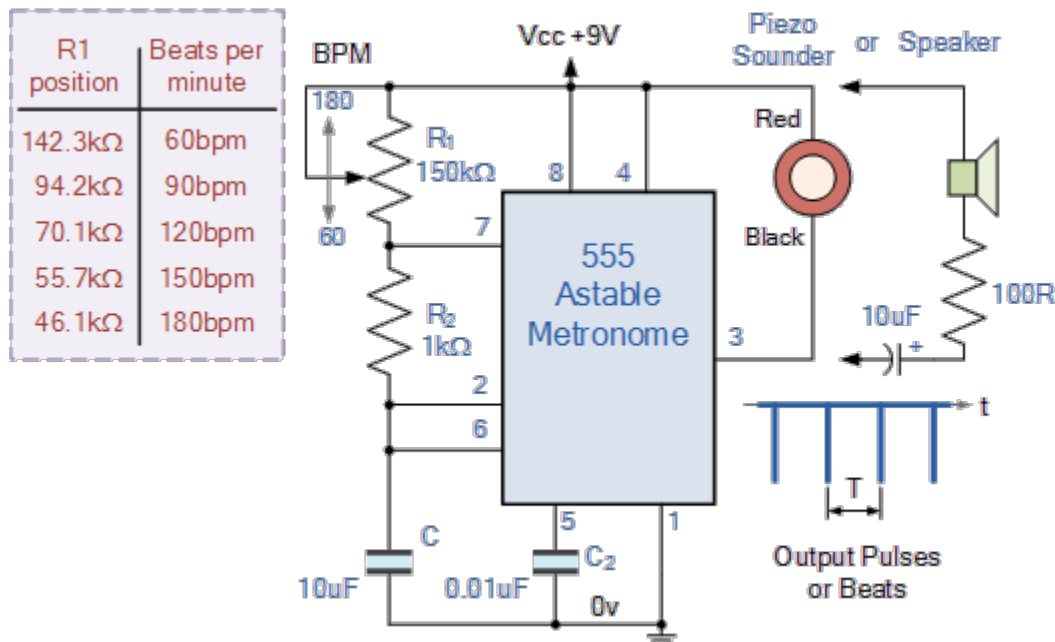 R1 position
Beats per minute
142.3kΩ 60bpm
94.2kΩ 90bpm
70.1kΩ 120bpm
55.7kΩ 150bpm
46.1kΩ 180bpm
BPM
180
60
R1
150kΩ
R2
1kΩ
Vcc +9V
8
4
7
2
6
3
5
1
555
Astable
Metronome
C
10uF
C2
0.01uF
0v
Piezo
Sounder
or
Speaker
Red
Black
100R
10uF
+
t
T
Output Pulses
or Beats